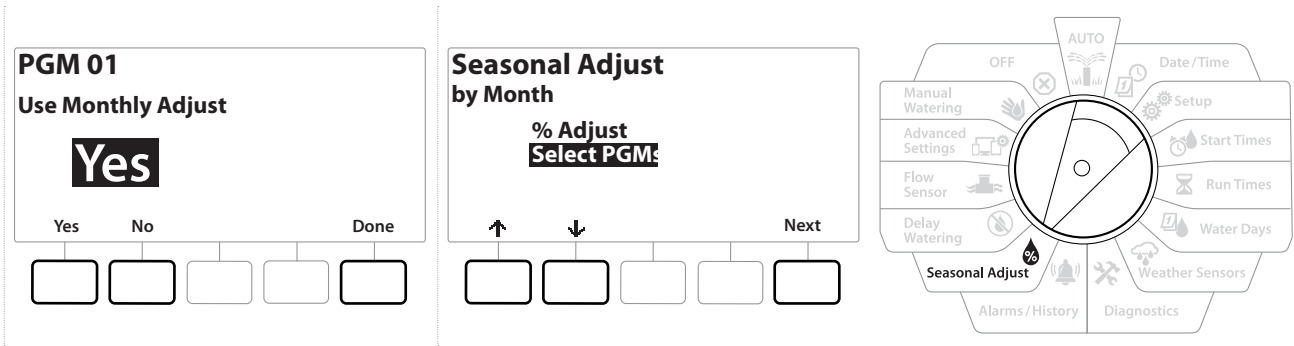 PGM 01
Use Monthly Adjust
Yes
Yes No Done
Seasonal Adjust
by Month
% Adjust
Select PGMs
Next
AUTO
OFF
Date/Time
Manual
Watering
Setup
Advanced
Settings
Start Times
Flow
Sensor
Run Times
Delay
Watering
Water Days
%
Seasonal Adjust
Weather Sensors
Alarms/History
Diagnostics